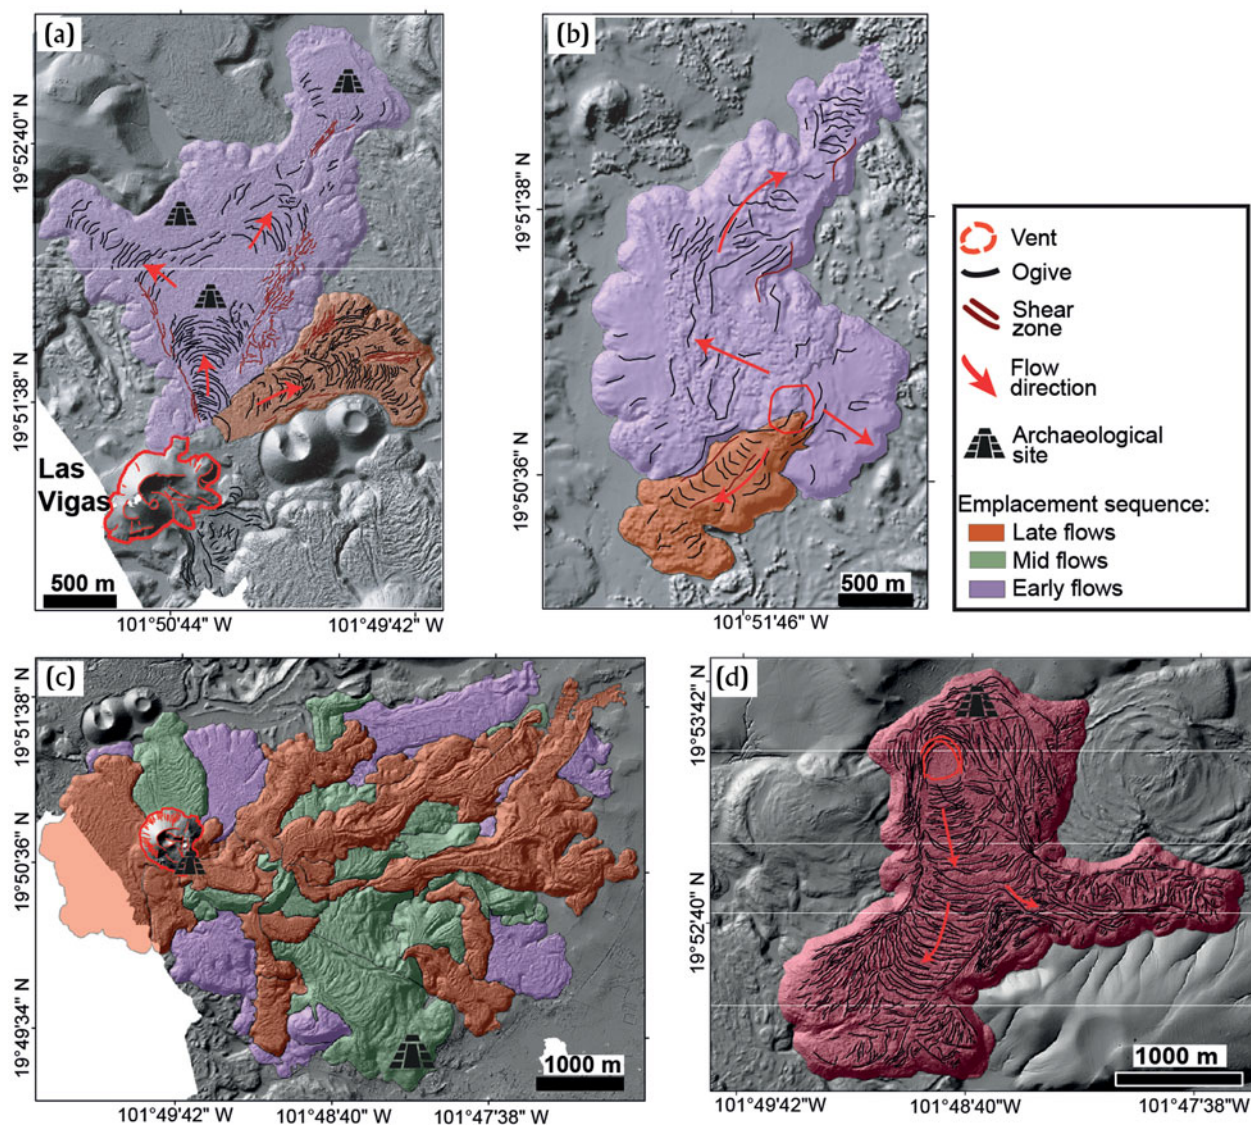 (a)
19°52'40" N
19°51'38" N
Las
Vigas
500 m
101°50'44" W
101°49'42" W
(b)
19°51'38" N
19°50'36" N
500 m
101°51'46" W
Vent
Ogive
Shear
zone
Flow
direction
Archaeological
site
Emplacement sequence:
Late flows
Mid flows
Early flows
(c)
19°51'38" N
19°50'36" N
19°49'34" N
1000 m
101°49'42" W
101°48'40" W
101°47'38" W
(d)
19°53'42" N
19°52'40" N
1000 m
101°49'42" W
101°48'40" W
101°47'38" W